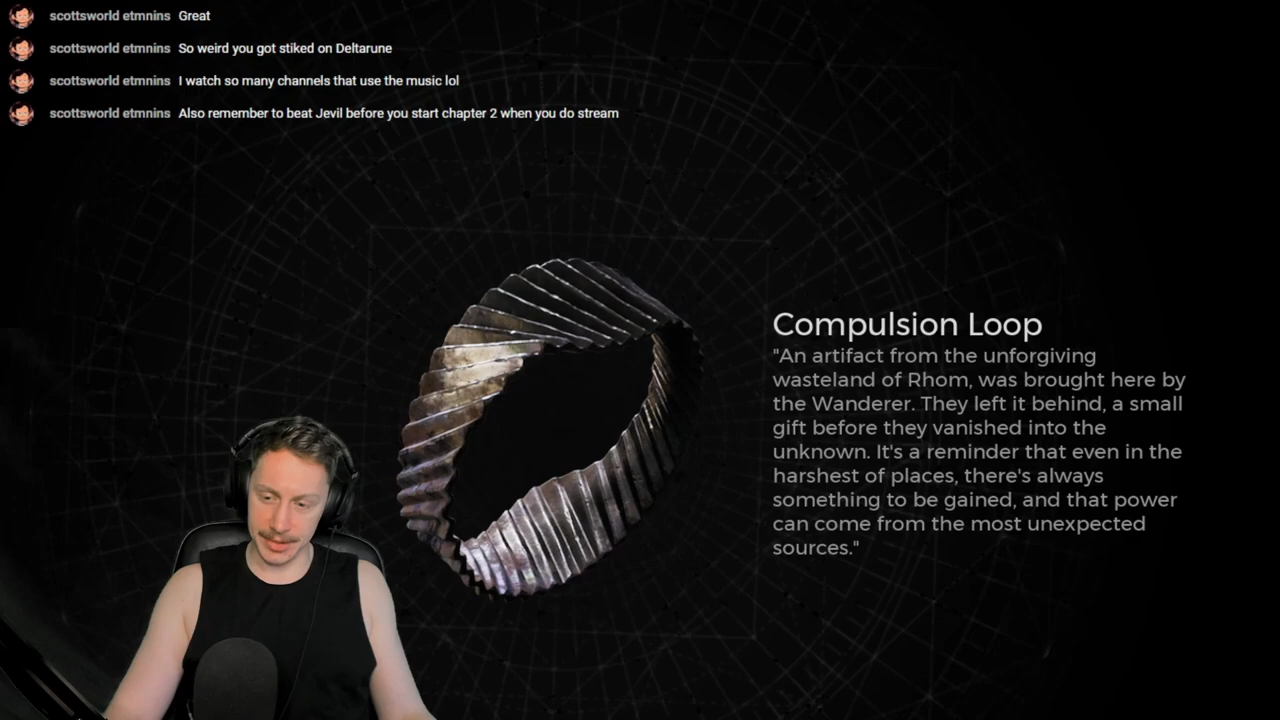 scottsworld etmnins Great
scottsworld etmnins So weird you got stiked on Deltarune
scottsworld etmnins I watch so many channels that use the music lol
scottsworld etmnins Also remember to beat Jevil before you start chapter 2 when you do stream
Compulsion Loop
"An artifact from the unforgiving
wasteland of Rhom, was brought here by
the Wanderer. They left it behind, a small
gift before they vanished into the
unknown. It's a reminder that even in the
harshest of places, there's always
something to be gained, and that power
can come from the most unexpected
sources."